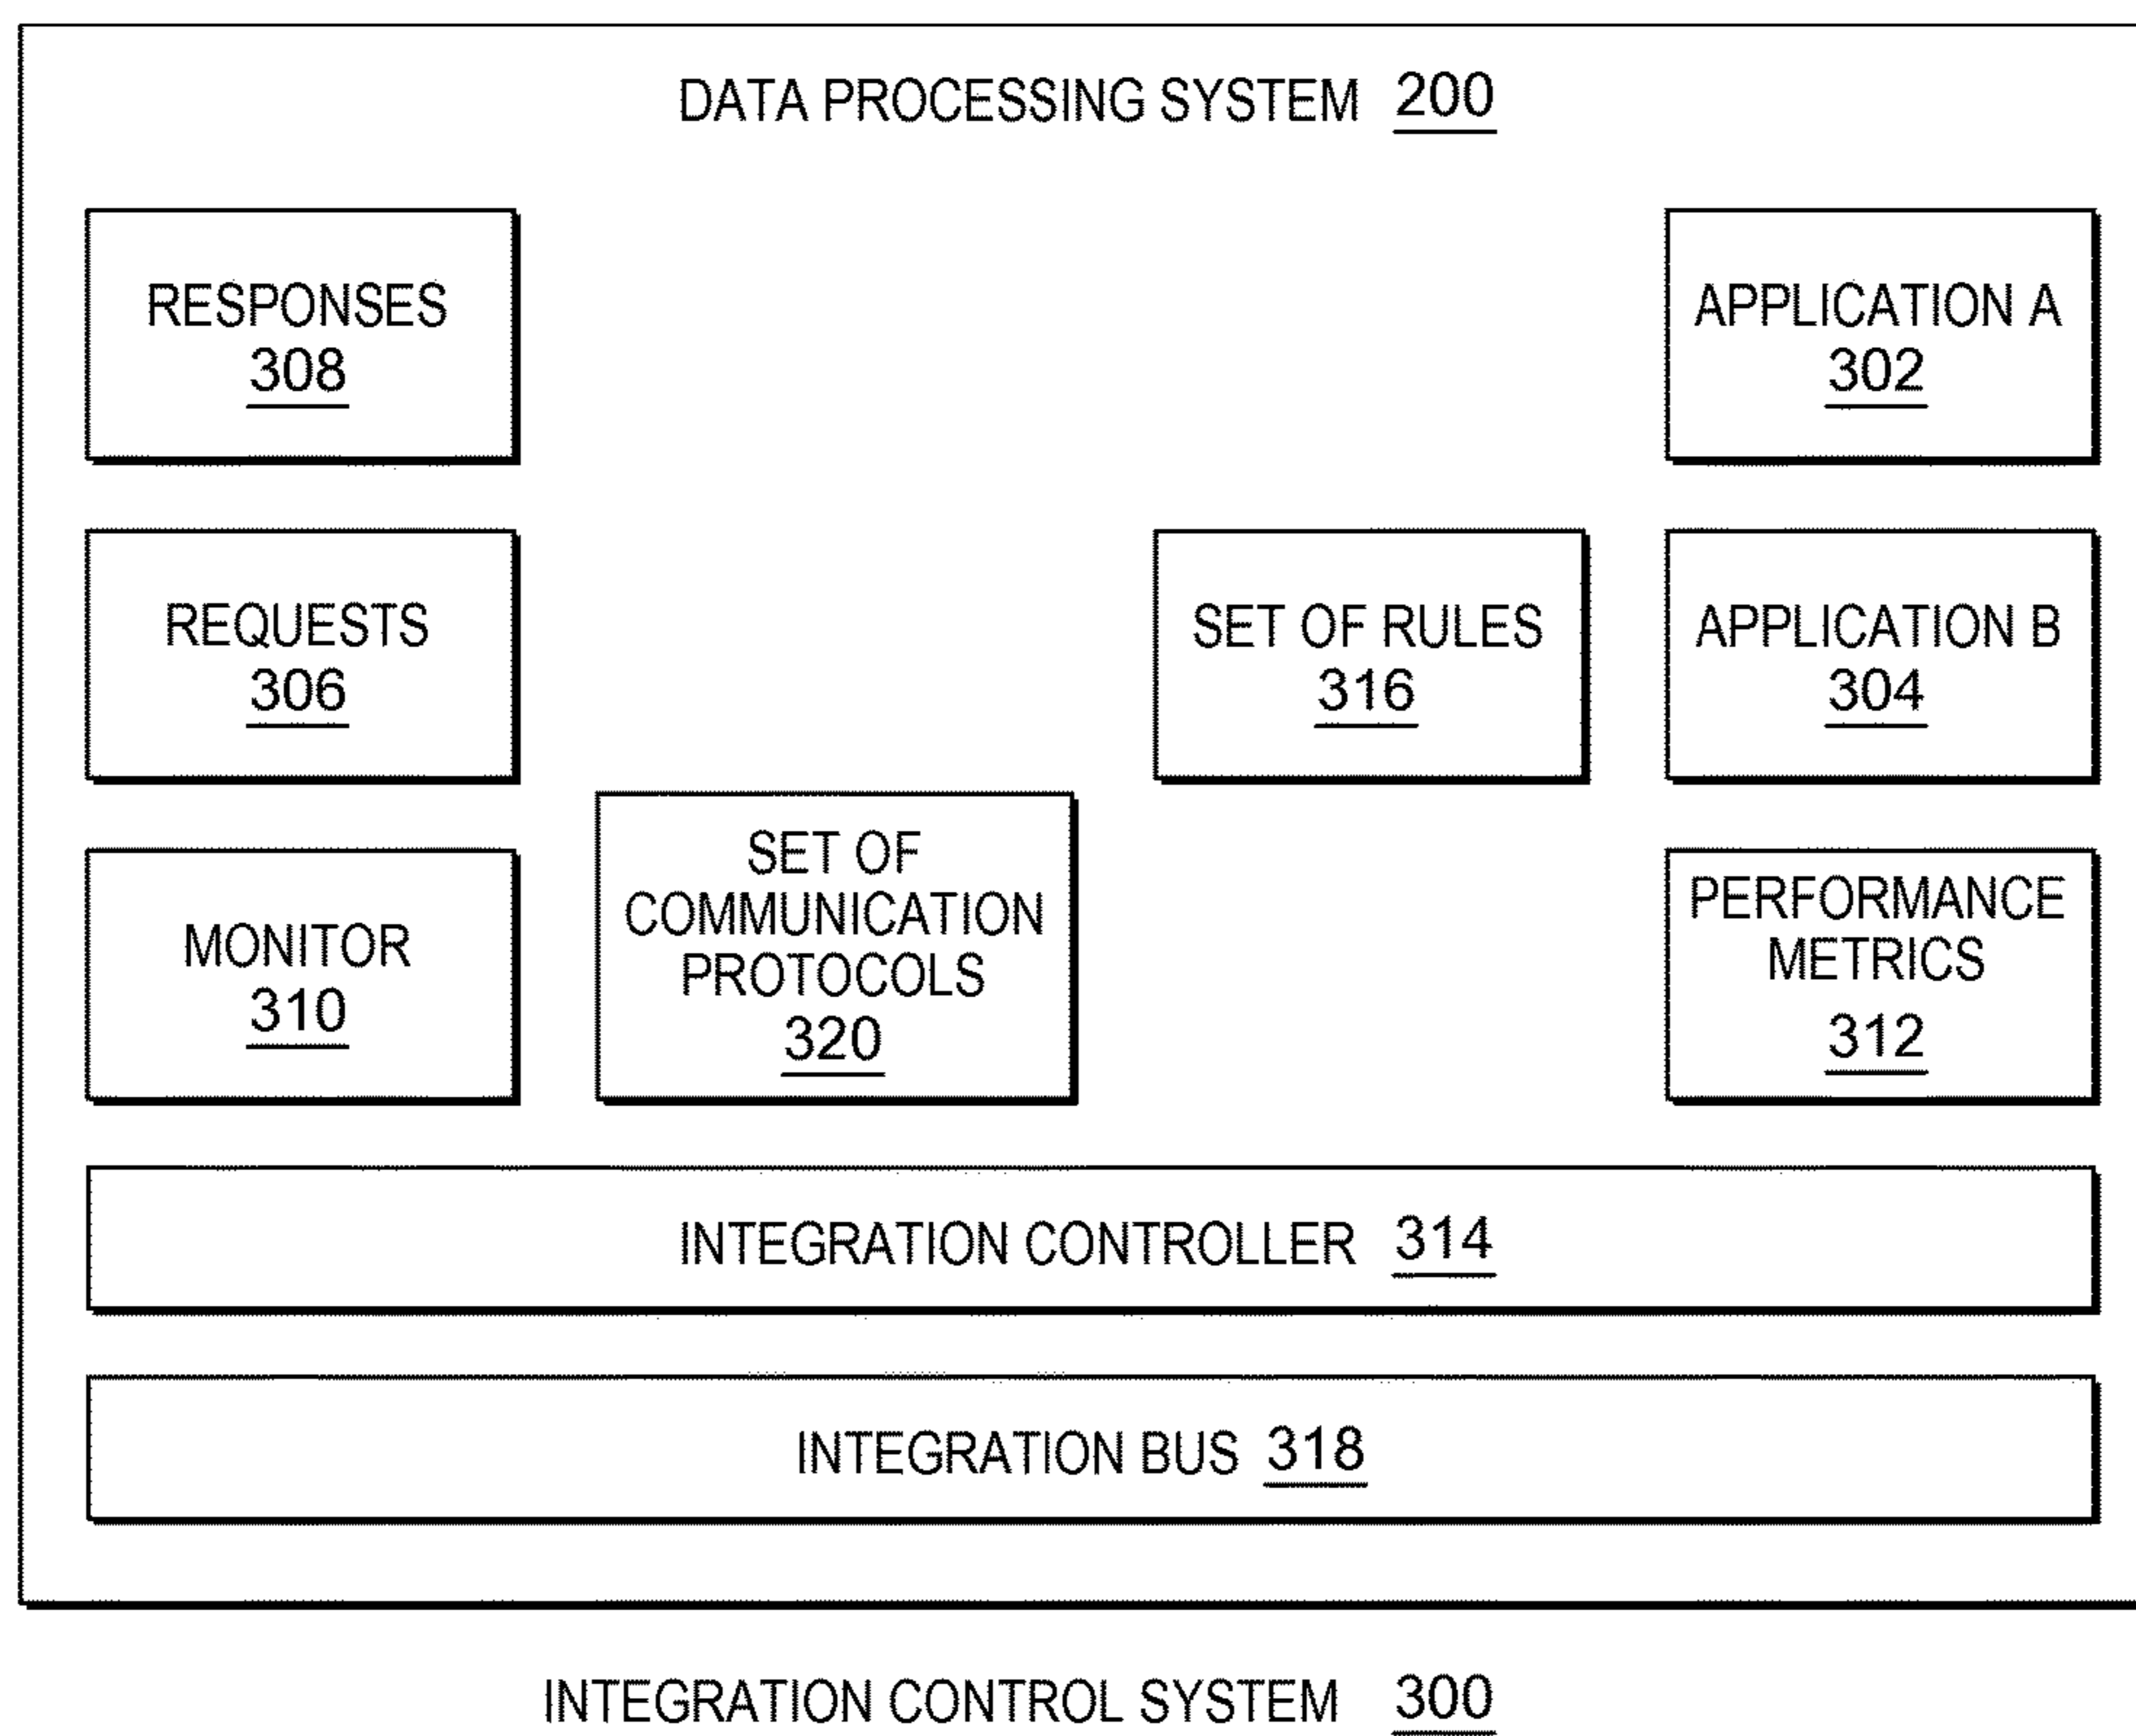 DATA PROCESSING SYSTEM 200
RESPONSES
308
APPLICATION A
302
REQUESTS
306
SET OF RULES
316
APPLICATION B
304
MONITOR
310
SET OF
COMMUNICATION
PROTOCOLS
320
PERFORMANCE
METRICS
312
INTEGRATION CONTROLLER 314
INTEGRATION BUS 318
INTEGRATION CONTROL SYSTEM 300